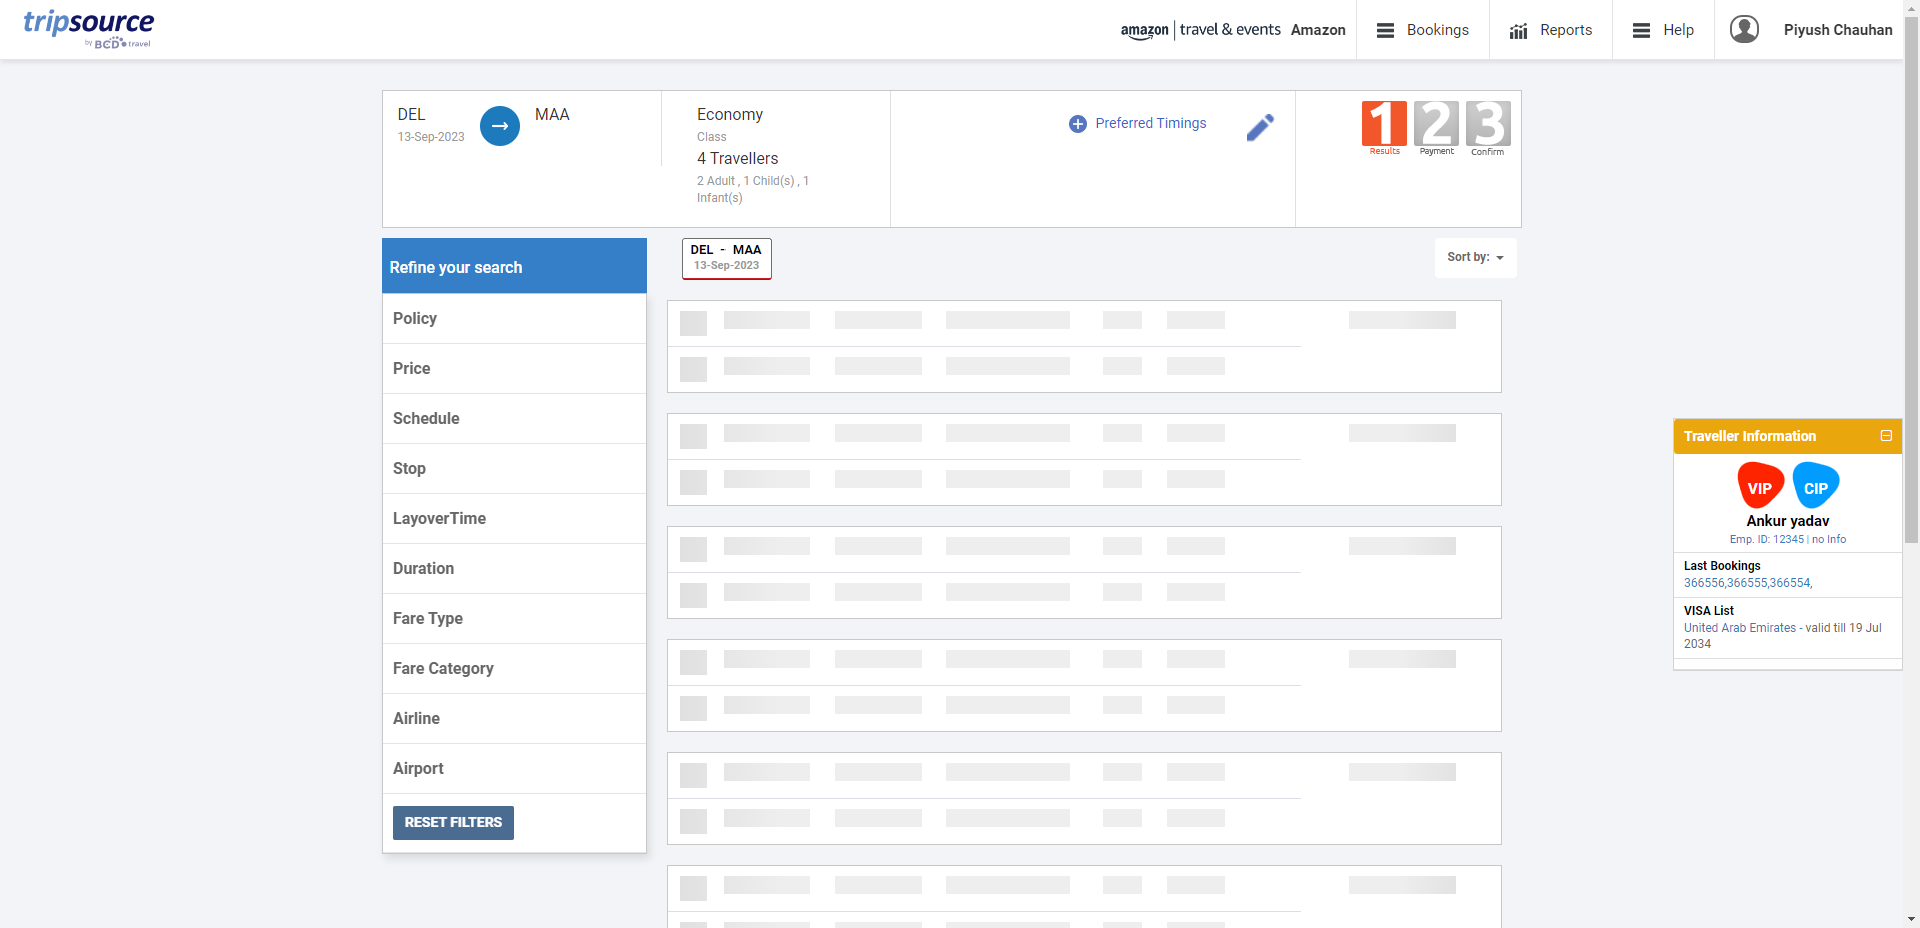 tripsource
by BCD travel
amazon | travel & events Amazon
Bookings
Reports
Help
Piyush Chauhan
DEL
13-Sep-2023
MAA
Economy
Class
4 Travellers
2 Adult , 1 Child(s) , 1
Infant(s)
Preferred Timings
1 2 3
Results Payment Confirm
Refine your search
Policy
Price
Schedule
Stop
LayoverTime
Duration
Fare Type
Fare Category
Airline
Airport
RESET FILTERS
DEL - MAA
13-Sep-2023
Sort by:
Traveller Information
VIP CIP
Ankur yadav
Emp. ID: 12345 | no Info
Last Bookings
366556,366555,366554,
VISA List
United Arab Emirates - valid till 19 Jul
2034